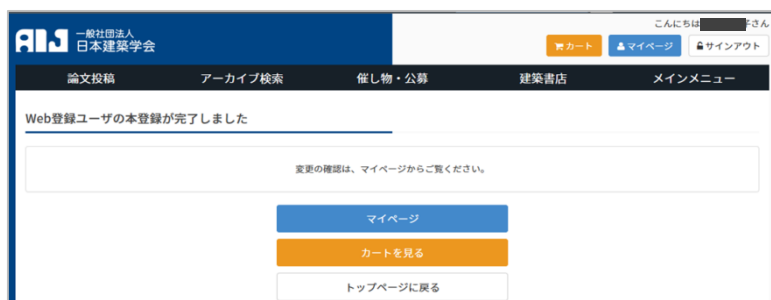 こんにちは 子さん
AIJ 一般社団法人
日本建築学会
カート マイページ サインアウト
論文投稿 アーカイブ検索 催し物・公募 建築書店 メインメニュー
Web登録ユーザの本登録が完了しました
変更の確認は、マイページからご覧ください。
マイページ
カートを見る
トップページに戻る